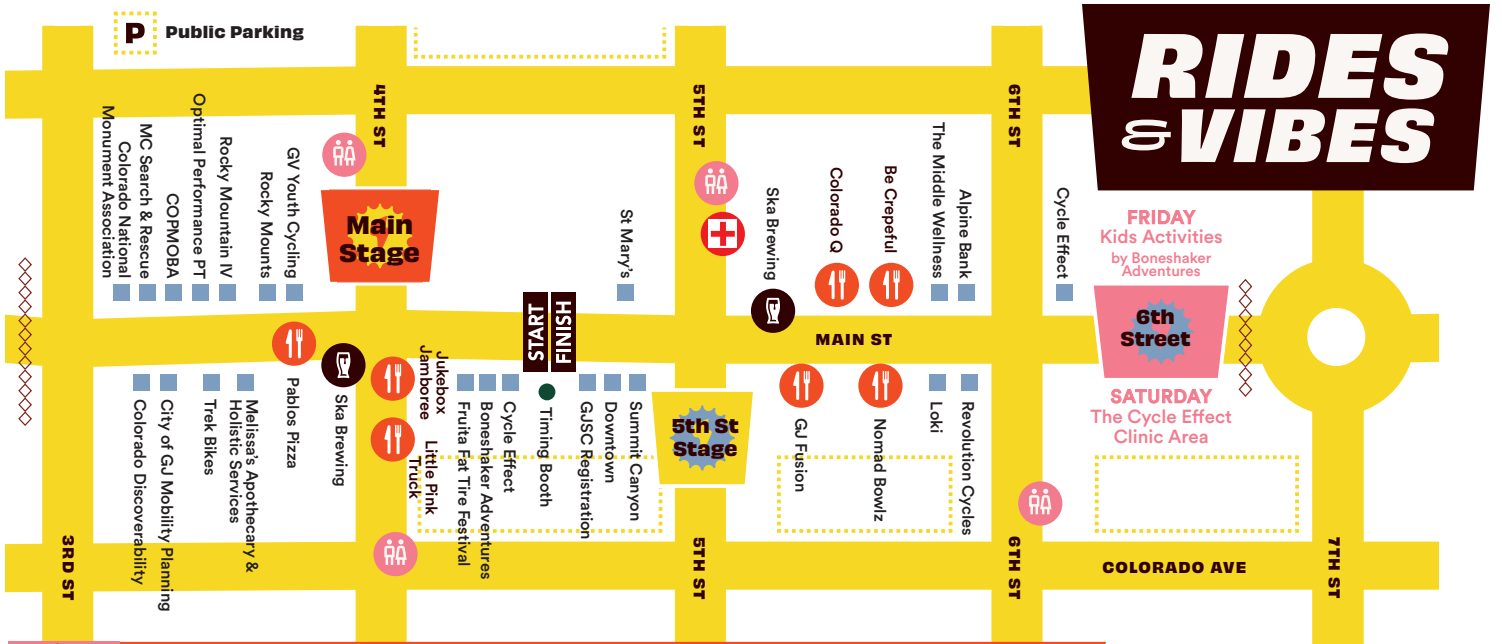 P
Public Parking
RIDES
& VIBES
4TH ST
5TH ST
6TH ST
Monument Association
Colorado National
MC Search & Rescue
COPMOBA
Optimal Performance PT
Rocky Mountain IV
Rocky Mounts
GV Youth Cycling
Main
Stage
St Mary's
Ska Brewing
Colorado Q
Be Crepeful
The Middle Wellness
Alpine Bank
Cycle Effect
FRIDAY
Kids Activities
by Boneshaker
Adventures
6th
Street
SATURDAY
The Cycle Effect
Clinic Area
START
FINISH
MAIN ST
Colorado Discoverability
City of GJ Mobility Planning
Trek Bikes
Melissa's Apothecary &
Holistic Services
Pablos Pizza
Ska Brewing
Jukebox
Jamboree
Little Pink
Truck
Fruita Fat Tire Festival
Boneshaker Adventures
Cycle Effect
Timing Booth
GJSC Registration
Downtown
Summit Canyon
5th St
Stage
GJ Fusion
Nomad Bowlz
Loki
Revolution Cycles
3RD ST
5TH ST
6TH ST
COLORADO AVE
7TH ST